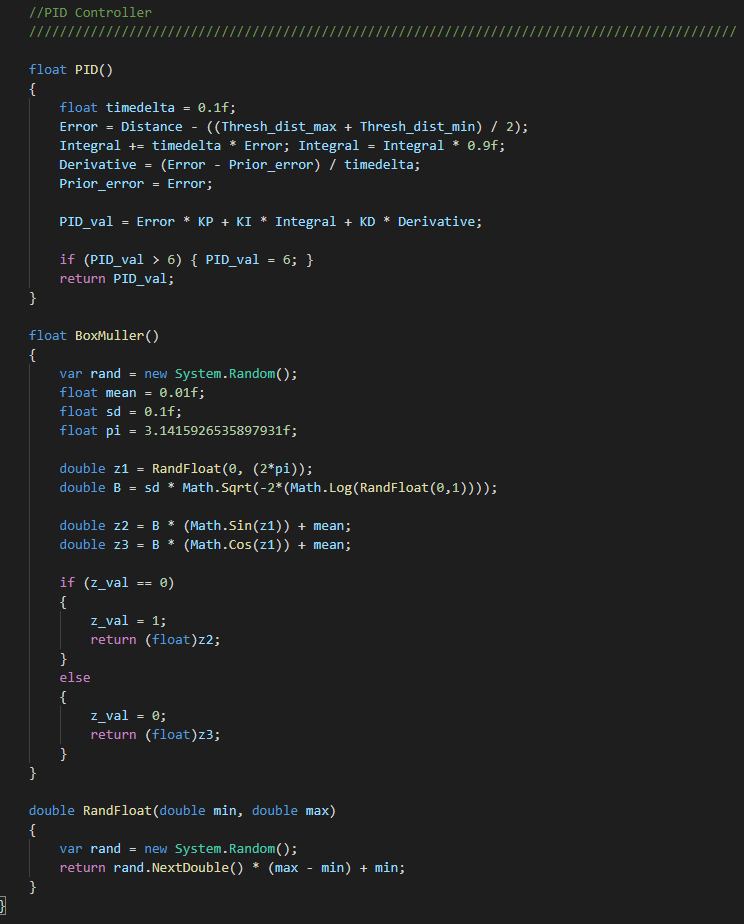 //PID Controller
////////////////////////////////////////////////////////////////////////////////////////////
float PID()
{
float timedelta = 0.1f;
Error = Distance - ((Thresh_dist_max + Thresh_dist_min) / 2);
Integral += timedelta * Error; Integral = Integral * 0.9f;
Derivative = (Error - Prior_error) / timedelta;
Prior_error = Error;
PID_val = Error * KP + KI * Integral + KD * Derivative;
if (PID_val > 6) { PID_val = 6; }
return PID_val;
}
float BoxMuller()
{
var rand = new System.Random();
float mean = 0.01f;
float sd = 0.1f;
float pi = 3.1415926535897931f;
double z1 = RandFloat(0, (2*pi));
double B = sd * Math.Sqrt(-2*(Math.Log(RandFloat(0,1))));
double z2 = B * (Math.Sin(z1)) + mean;
double z3 = B * (Math.Cos(z1)) + mean;
if (z_val == 0)
{
z_val = 1;
return (float)z2;
}
else
{
z_val = 0;
return (float)z3;
}
}
double RandFloat(double min, double max)
{
var rand = new System.Random();
return rand.NextDouble() * (max - min) + min;
}
}